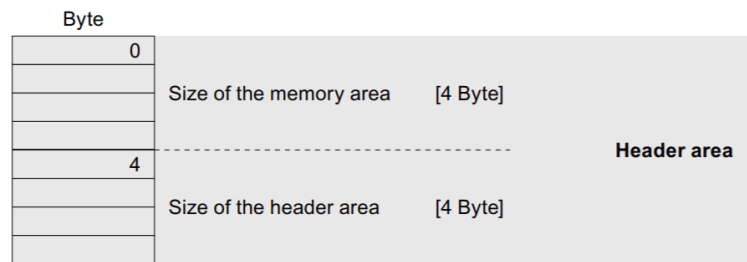 Byte
0
Size of the memory area [4 Byte]
Header area
4
Size of the header area [4 Byte]